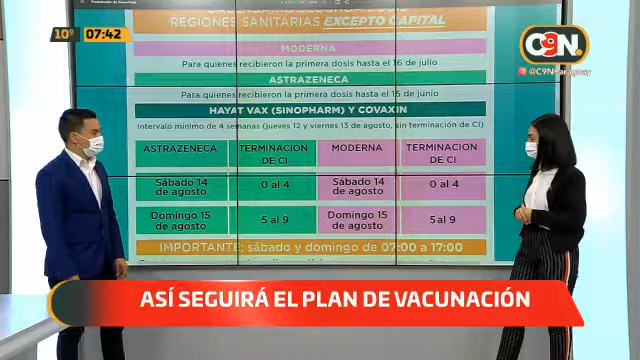 Presentación de PowerPoint
10°
07:42
REGIONES SANITARIAS EXCEPTO CAPITAL
C9N
@C9NParaguay
MODERNA
Para quienes recibieron la primera dosis hasta el 16 de julio
ASTRAZENECA
Para quienes recibieron la primera dosis hasta el 15 de junio
HAYAT VAX (SINOPHARM) Y COVAXIN
Intervalo mínimo de 4 semanas (jueves 12 y viernes 13 de agosto, sin terminación de CI)
ASTRAZENECA TERMINACION DE CI MODERNA TERMINACION DE CI
Sábado 14 de agosto 0 al 4 Sábado 14 de agosto 0 al 4
Domingo 15 de agosto 5 al 9 Domingo 15 de agosto 5 al 9
IMPORTANTE: sábado y domingo de 07:00 a 17:00
ASÍ SEGUIRÁ EL PLAN DE VACUNACIÓN